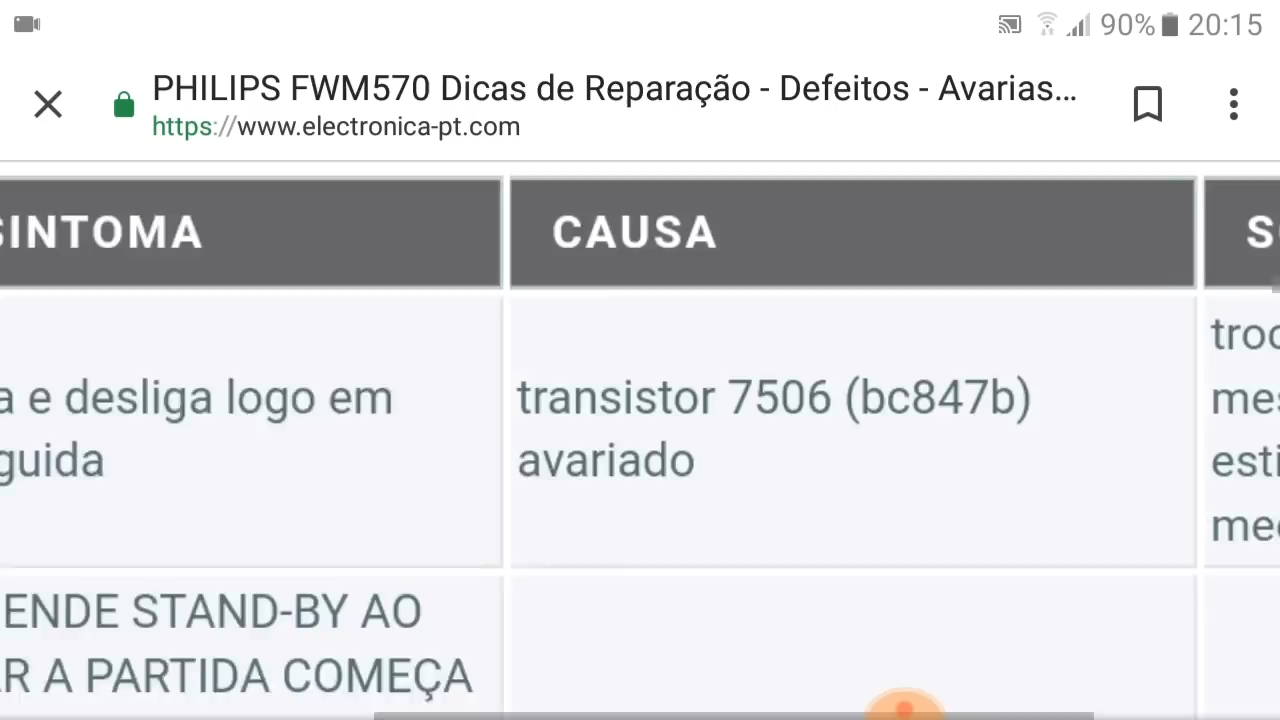 90% 20:15
PHILIPS FWM570 Dicas de Reparação - Defeitos - Avarias...
https://www.electronica-pt.com
SINTOMA
CAUSA
a e desliga logo em
guida
transistor 7506 (bc847b)
avariado
ENDE STAND-BY AO
R A PARTIDA COMEÇA